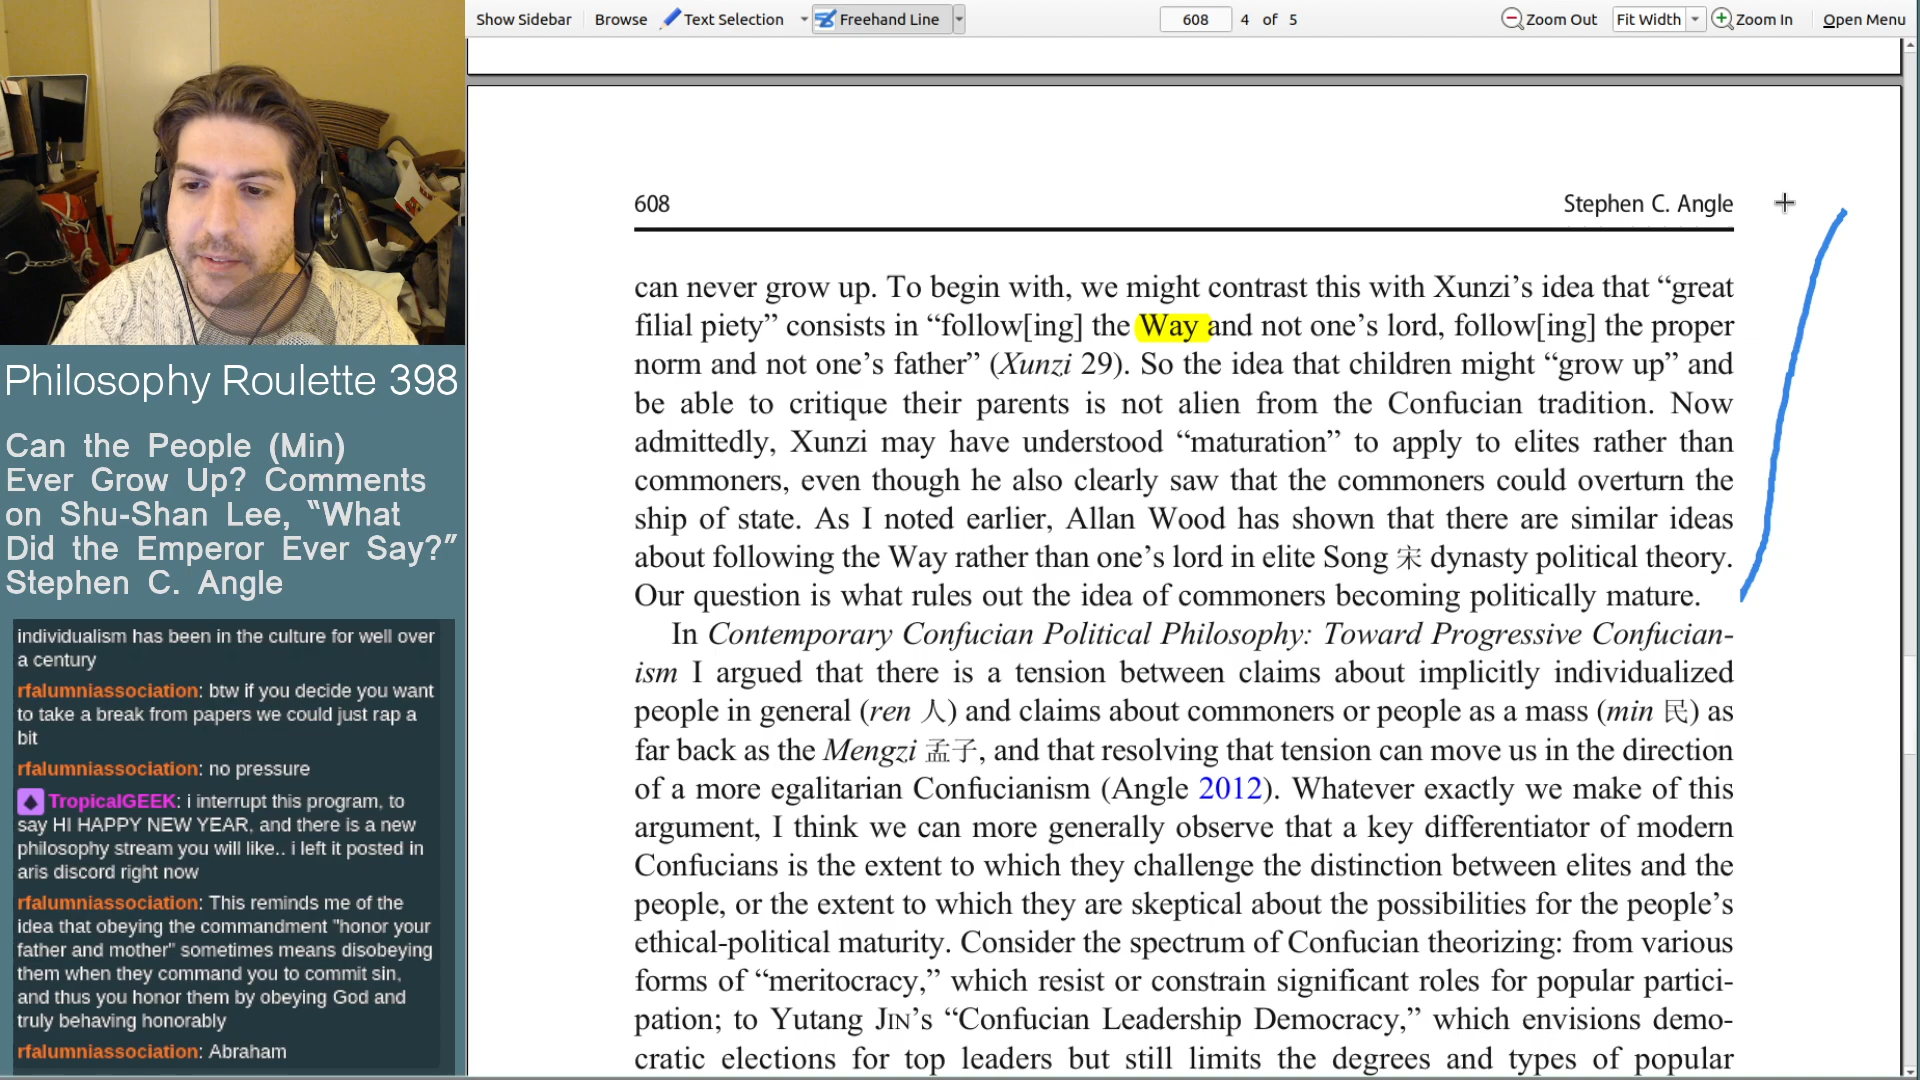 Show Sidebar Browse Text Selection Freehand Line 608 4 of 5 Zoom Out Fit Width Zoom In Open Menu
608 Stephen C. Angle
can never grow up. To begin with, we might contrast this with Xunzi’s idea that “great
filial piety” consists in “follow[ing] the Way and not one’s lord, follow[ing] the proper
norm and not one’s father” (Xunzi 29). So the idea that children might “grow up” and
be able to critique their parents is not alien from the Confucian tradition. Now
admittedly, Xunzi may have understood “maturation” to apply to elites rather than
commoners, even though he also clearly saw that the commoners could overturn the
ship of state. As I noted earlier, Allan Wood has shown that there are similar ideas
about following the Way rather than one’s lord in elite Song 宋 dynasty political theory.
Our question is what rules out the idea of commoners becoming politically mature.
In Contemporary Confucian Political Philosophy: Toward Progressive Confucian-
ism I argued that there is a tension between claims about implicitly individualized
people in general (ren 人) and claims about commoners or people as a mass (min 民) as
far back as the Mengzi 孟子, and that resolving that tension can move us in the direction
of a more egalitarian Confucianism (Angle 2012). Whatever exactly we make of this
argument, I think we can more generally observe that a key differentiator of modern
Confucians is the extent to which they challenge the distinction between elites and the
people, or the extent to which they are skeptical about the possibilities for the people’s
ethical-political maturity. Consider the spectrum of Confucian theorizing: from various
forms of “meritocracy,” which resist or constrain significant roles for popular partici-
pation; to Yutang JIN’s “Confucian Leadership Democracy,” which envisions demo-
cratic elections for top leaders but still limits the degrees and types of popular
Philosophy Roulette 398
Can the People (Min)
Ever Grow Up? Comments
on Shu-Shan Lee, “What
Did the Emperor Ever Say?”
Stephen C. Angle
individualism has been in the culture for well over
a century
rfalumniassociation: btw if you decide you want
to take a break from papers we could just rap a
bit
rfalumniassociation: no pressure
TropicalGEEK: i interrupt this program, to
say HI HAPPY NEW YEAR, and there is a new
philosophy stream you will like.. i left it posted in
aris discord right now
rfalumniassociation: This reminds me of the
idea that obeying the commandment "honor your
father and mother" sometimes means disobeying
them when they command you to commit sin,
and thus you honor them by obeying God and
truly behaving honorably
rfalumniassociation: Abraham